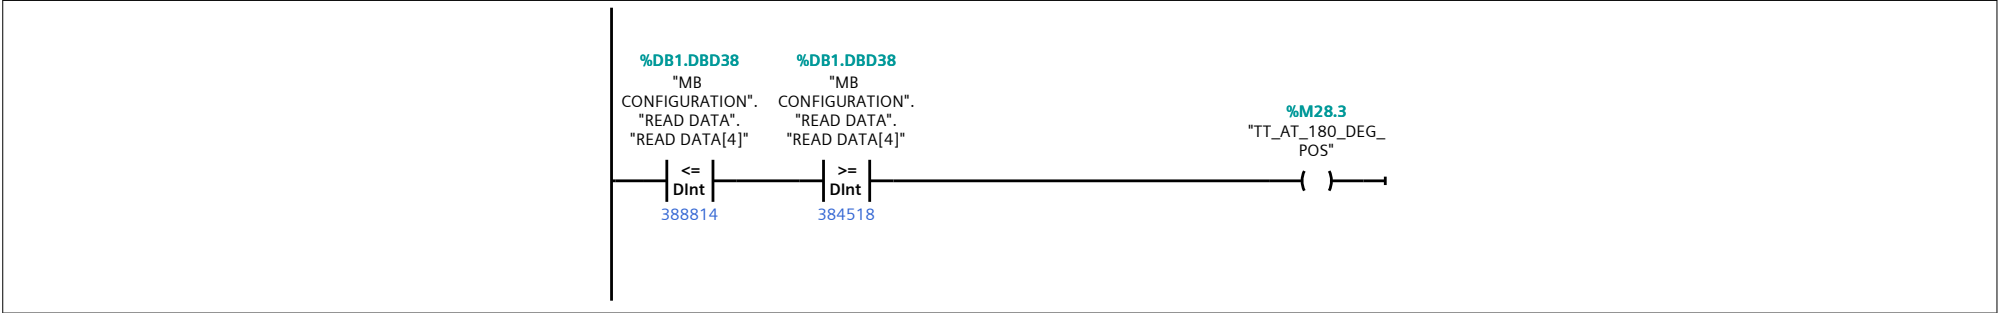 %DB1.DBD38
"MB
CONFIGURATION".
"READ DATA".
"READ DATA[4]"
<=
DInt
388814
%DB1.DBD38
"MB
CONFIGURATION".
"READ DATA".
"READ DATA[4]"
>=
DInt
384518
%M28.3
"TT_AT_180_DEG_
POS"